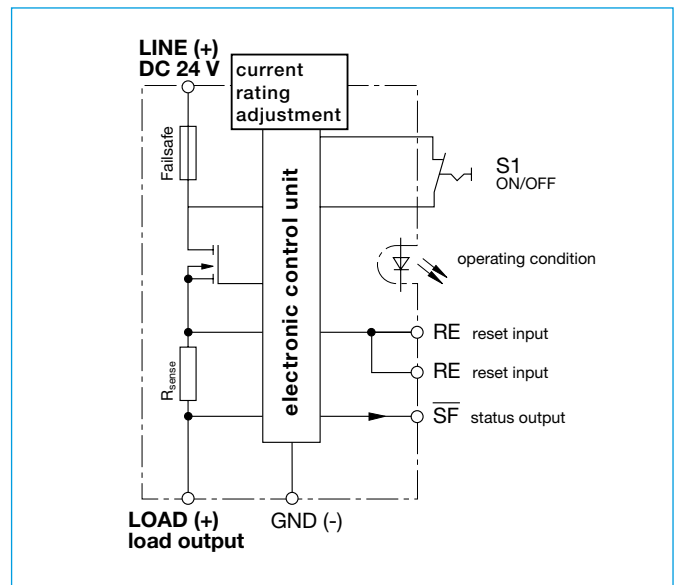 LINE (+)
DC 24 V
current
rating
adjustment
Failsafe
S1
ON/OFF
electronic control unit
operating condition
RE reset input
R_sense
RE reset input
S̅F̅ status output
LOAD (+)
load output
GND (-)